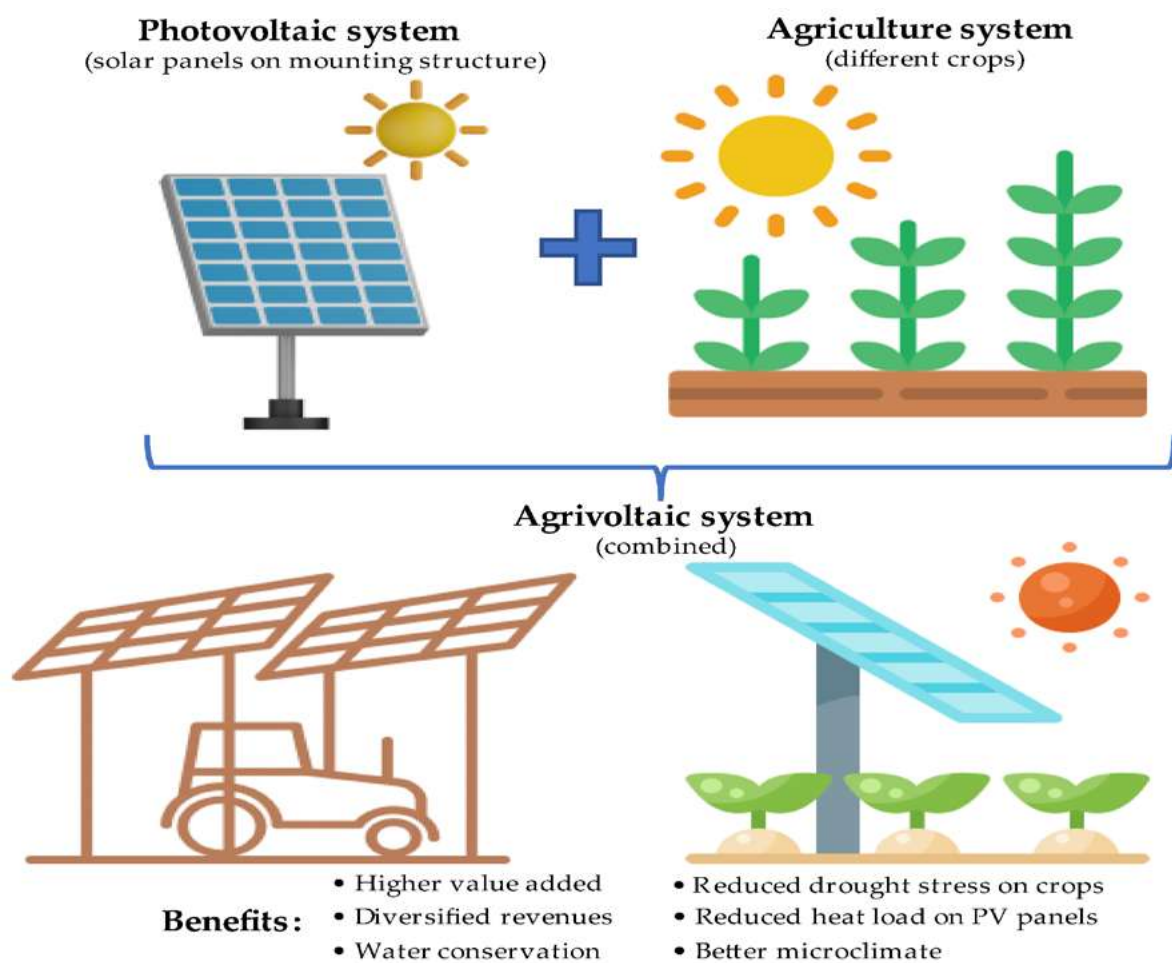 Photovoltaic system
(solar panels on mounting structure)
Agriculture system
(different crops)
Agrivoltaic system
(combined)
Benefits:
• Higher value added
• Diversified revenues
• Water conservation
• Reduced drought stress on crops
• Reduced heat load on PV panels
• Better microclimate